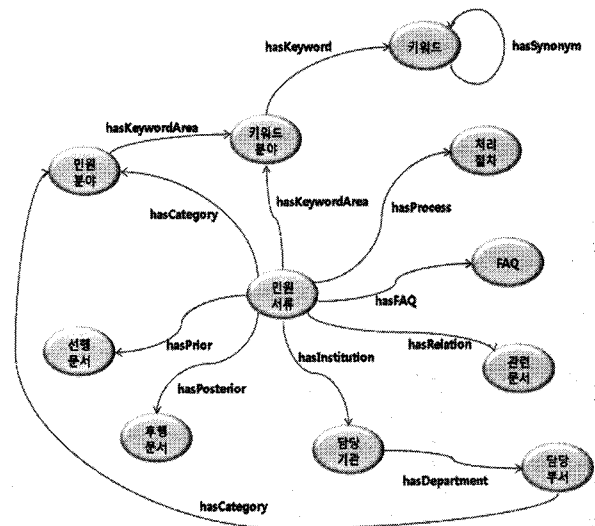 hasKeyword
키워드
hasSynonym
hasKeywordArea
키워드
분야
민원
분야
처리
절차
hasCategory
hasKeywordArea
hasProcess
FAQ
민원
서류
hasFAQ
선행
문서
hasPrior
hasInstitution
hasRelation
관련
문서
hasPosterior
후행
문서
담당
기관
담당
부서
hasDepartment
hasCategory